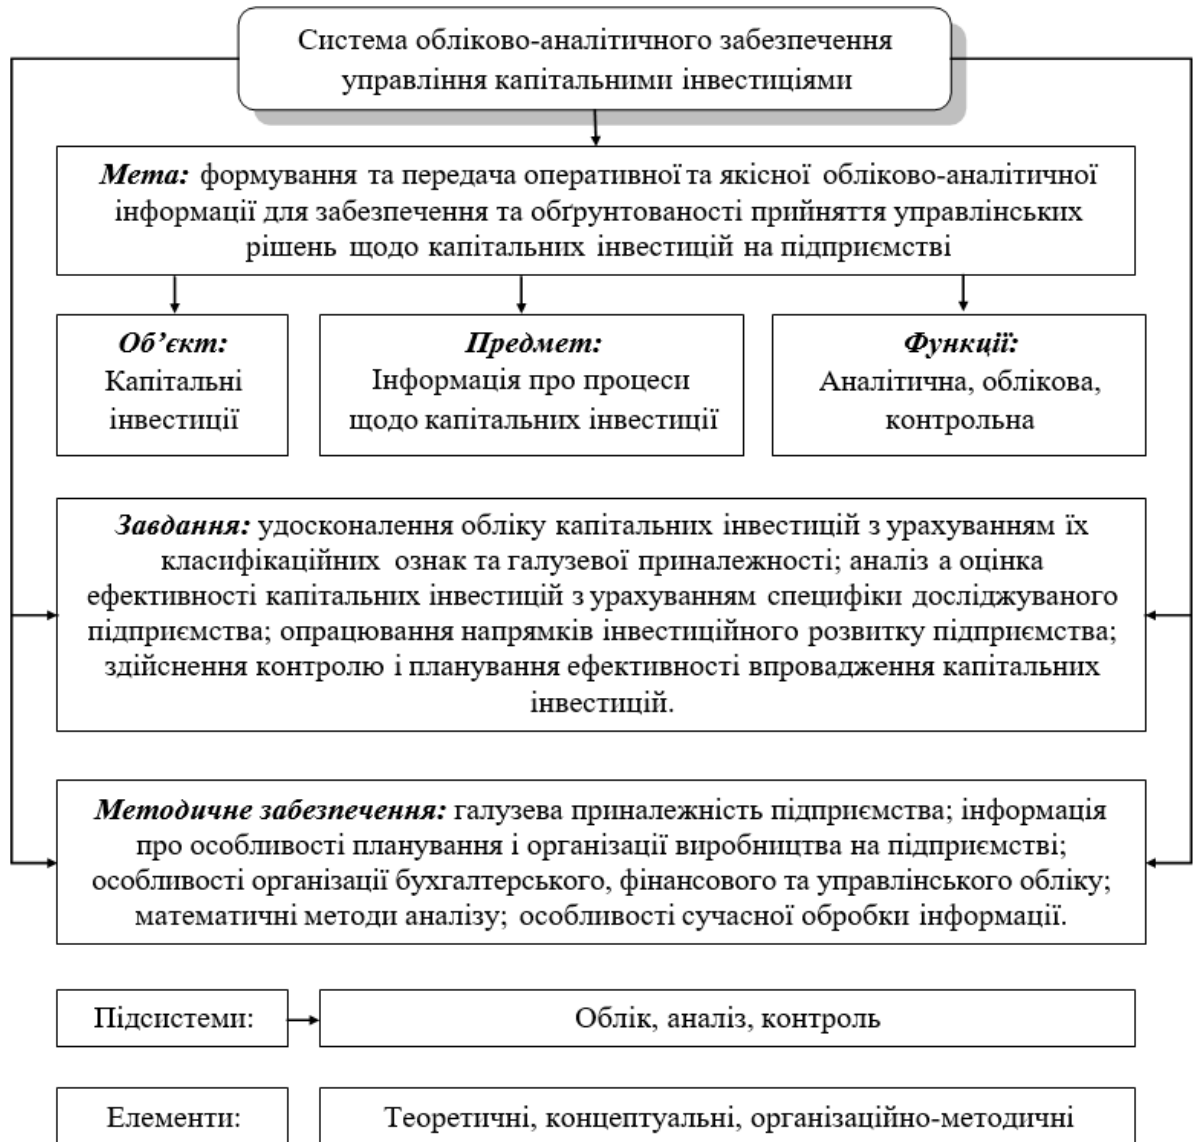 Система обліково-аналітичного забезпечення
управління капітальними інвестиціями
Мета: формування та передача оперативної та якісної обліково-аналітичної
інформації для забезпечення та обґрунтованості прийняття управлінських
рішень щодо капітальних інвестицій на підприємстві
Об’єкт:
Капітальні
інвестиції
Предмет:
Інформація про процеси
щодо капітальних інвестиції
Функції:
Аналітична, облікова,
контрольна
Завдання: удосконалення обліку капітальних інвестицій з урахуванням їх
класифікаційних ознак та галузевої приналежності; аналіз а оцінка
ефективності капітальних інвестицій з урахуванням специфіки досліджуваного
підприємства; опрацювання напрямків інвестиційного розвитку підприємства;
здійснення контролю і планування ефективності впровадження капітальних
інвестицій.
Методичне забезпечення: галузева приналежність підприємства; інформація
про особливості планування і організації виробництва на підприємстві;
особливості організації бухгалтерського, фінансового та управлінського обліку;
математичні методи аналізу; особливості сучасної обробки інформації.
Підсистеми:
Облік, аналіз, контроль
Елементи:
Теоретичні, концептуальні, організаційно-методичні